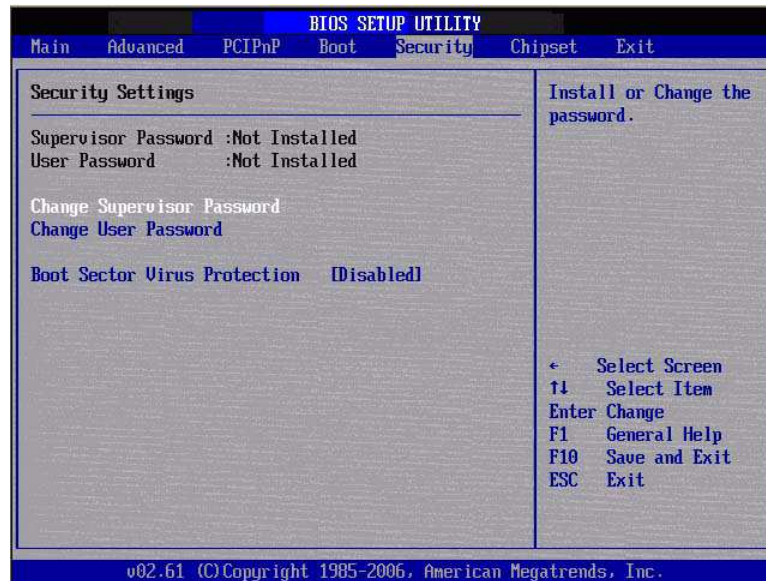 BIOS SETUP UTILITY
Main Advanced PCIPnP Boot Security Chipset Exit
Security Settings
Supervisor Password :Not Installed
User Password :Not Installed
Change Supervisor Password
Change User Password
Boot Sector Virus Protection [Disabled]
Install or Change the
password.
← Select Screen
↑↓ Select Item
Enter Change
F1 General Help
F10 Save and Exit
ESC Exit
v02.61 (C)Copyright 1985-2006, American Megatrends, Inc.